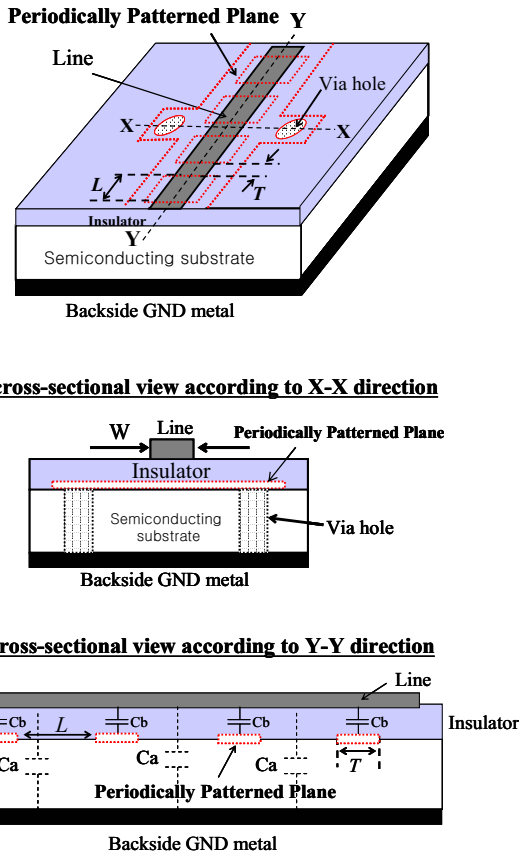 Periodically Patterned Plane
Y
Line
Via hole
X
X
L
T
Insulator
Y
Semiconducting substrate
Backside GND metal
cross-sectional view according to X-X direction
W
Line
Periodically Patterned Plane
Insulator
Semiconducting
substrate
Via hole
Backside GND metal
ross-sectional view according to Y-Y direction
Line
Cb
L
Cb
Cb
Cb
Insulator
Ca
Ca
Ca
T
Periodically Patterned Plane
Backside GND metal